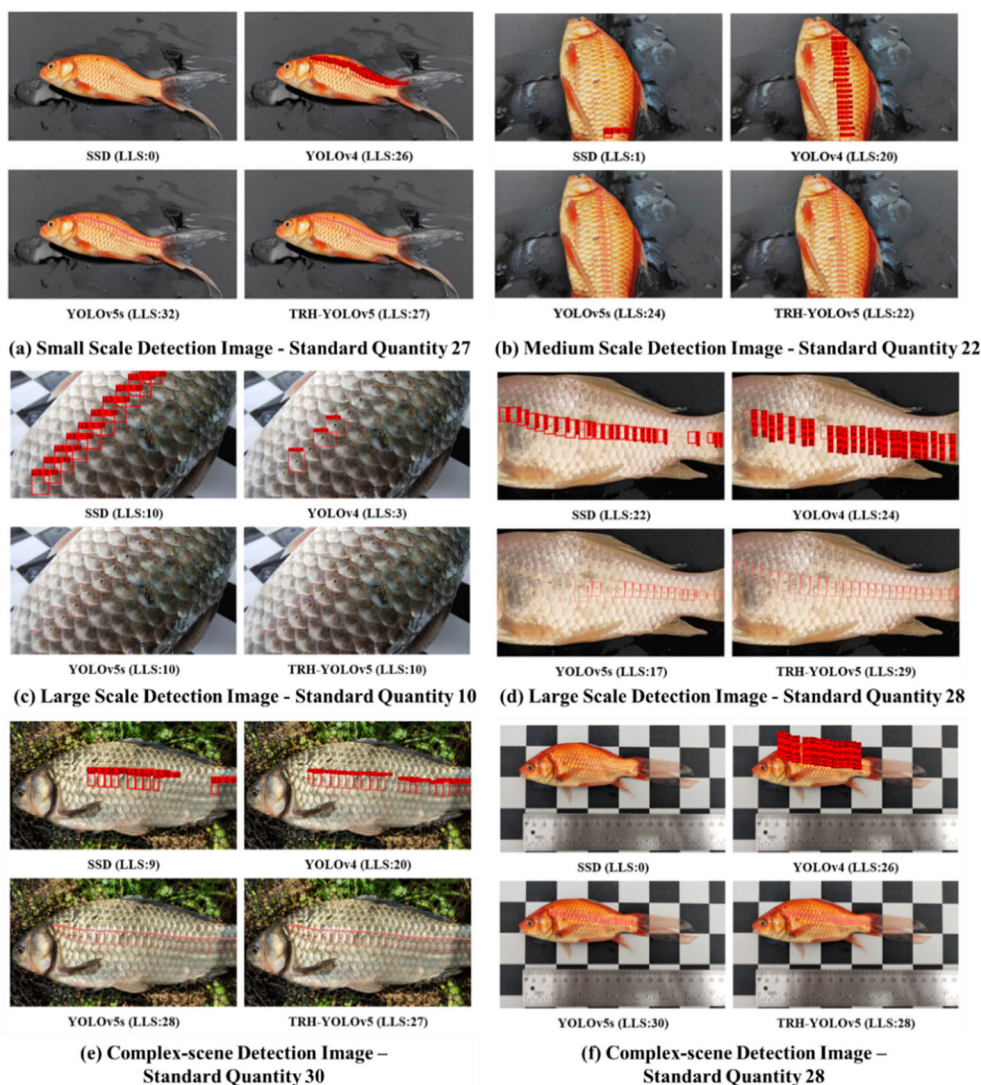 SSD (LLS:0)
YOLOv4 (LLS:26)
YOLOv5s (LLS:32)
TRH-YOLOv5 (LLS:27)
(a) Small Scale Detection Image - Standard Quantity 27
SSD (LLS:1)
YOLOv4 (LLS:20)
YOLOv5s (LLS:24)
TRH-YOLOv5 (LLS:22)
(b) Medium Scale Detection Image - Standard Quantity 22
SSD (LLS:10)
YOLOv4 (LLS:3)
YOLOv5s (LLS:10)
TRH-YOLOv5 (LLS:10)
(c) Large Scale Detection Image - Standard Quantity 10
SSD (LLS:22)
YOLOv4 (LLS:24)
YOLOv5s (LLS:17)
TRH-YOLOv5 (LLS:29)
(d) Large Scale Detection Image - Standard Quantity 28
SSD (LLS:9)
YOLOv4 (LLS:20)
YOLOv5s (LLS:28)
TRH-YOLOv5 (LLS:27)
(e) Complex-scene Detection Image –
Standard Quantity 30
SSD (LLS:0)
YOLOv4 (LLS:26)
YOLOv5s (LLS:30)
TRH-YOLOv5 (LLS:28)
(f) Complex-scene Detection Image –
Standard Quantity 28